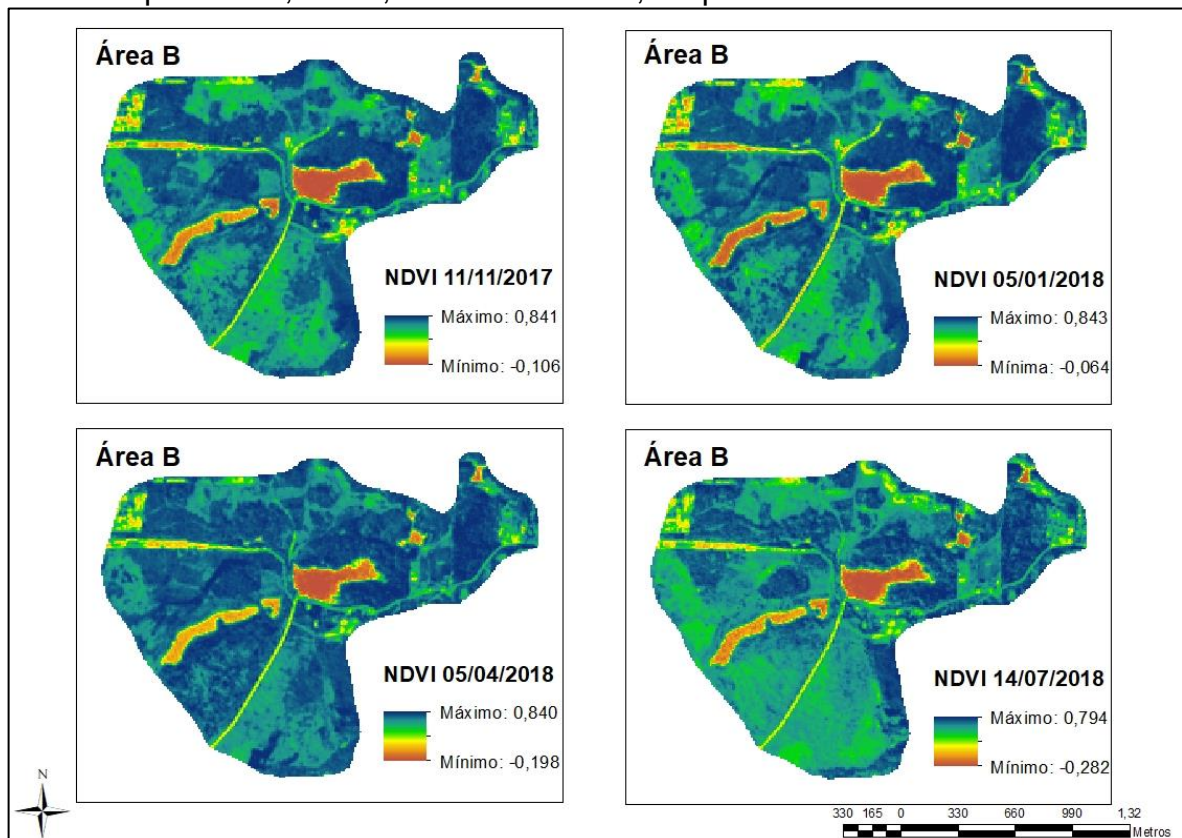 Área B
NDVI 11/11/2017
Máximo: 0,841
Mínimo: -0,106
Área B
NDVI 05/01/2018
Máximo: 0,843
Mínima: -0,064
Área B
NDVI 05/04/2018
Máximo: 0,840
Mínimo: -0,198
Área B
NDVI 14/07/2018
Máximo: 0,794
Mínimo: -0,282
N
330 165 0 330 660 990 1,32
Metros